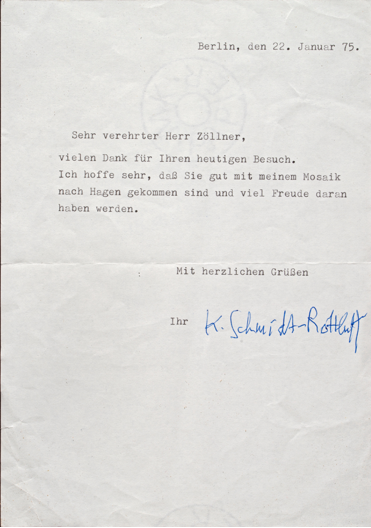 Berlin, den 22. Januar 75.
Sehr verehrter Herr Zöllner,
vielen Dank für Ihren heutigen Besuch.
Ich hoffe sehr, daß Sie gut mit meinem Mosaik
nach Hagen gekommen sind und viel Freude daran
haben werden.
Mit herzlichen Grüßen
Ihr K. Schmidt-Rottluff